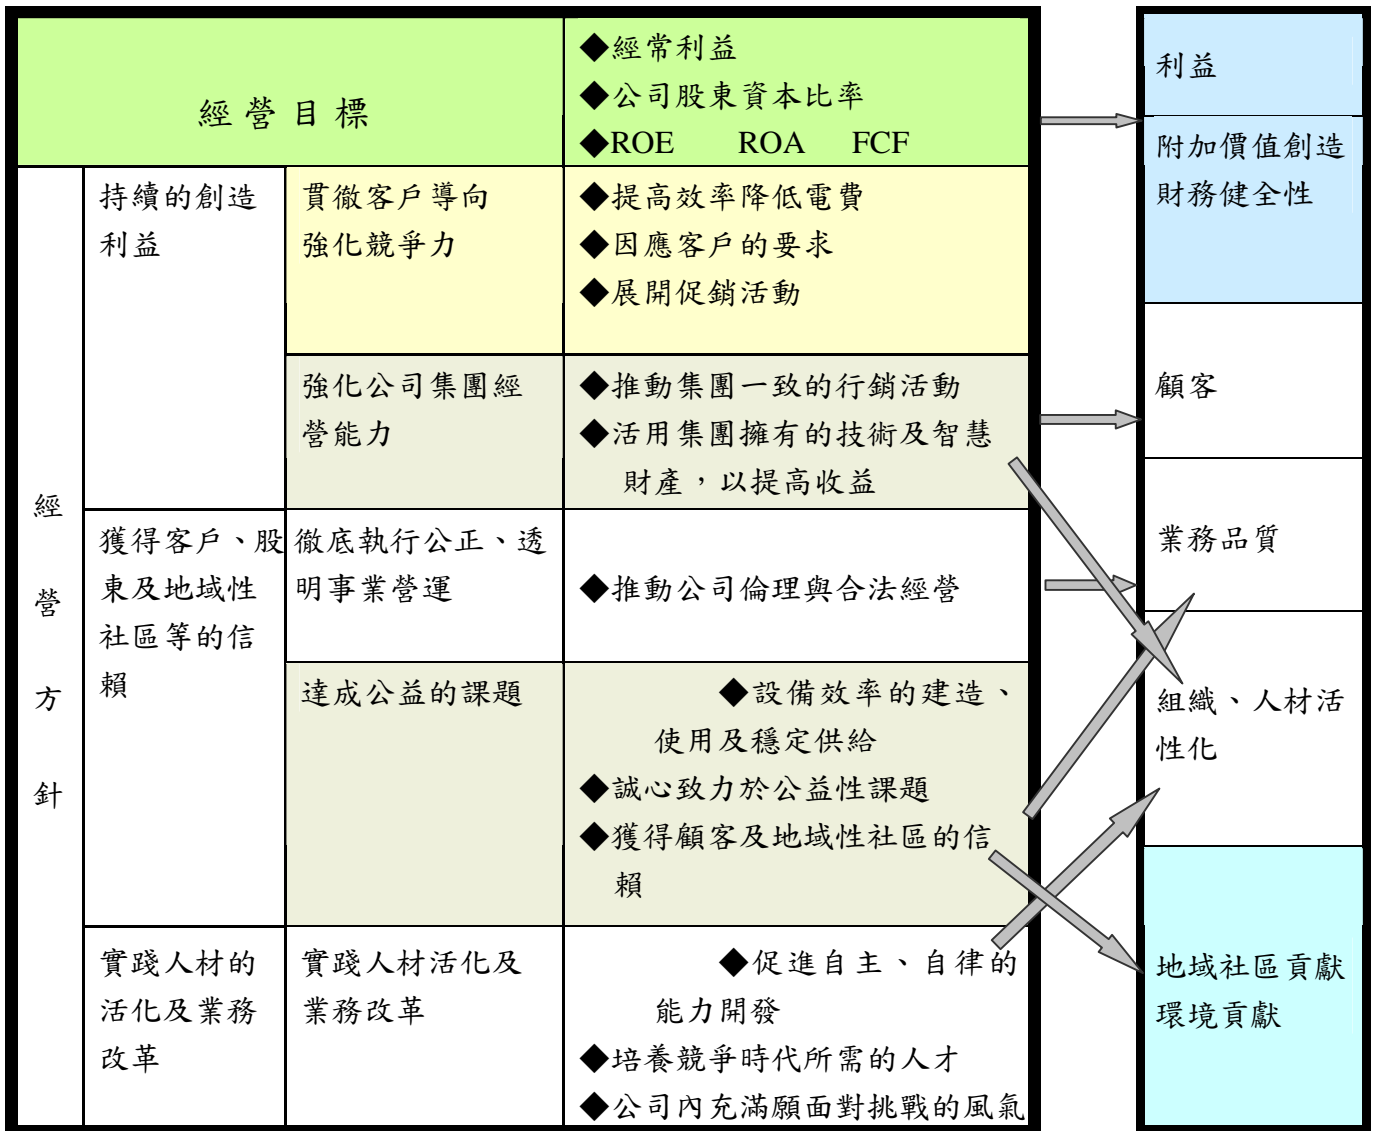 經營目標
◆經常利益
◆公司股東資本比率
◆ROE ROA FCF
經
營
方
針
持續的創造
利益
貫徹客戶導向
強化競爭力
◆提高效率降低電費
◆因應客戶的要求
◆展開促銷活動
強化公司集團經
營能力
◆推動集團一致的行銷活動
◆活用集團擁有的技術及智慧
財產，以提高收益
獲得客戶、股
東及地域性
社區等的信
賴
徹底執行公正、透
明事業營運
◆推動公司倫理與合法經營
達成公益的課題
◆設備效率的建造、
使用及穩定供給
◆誠心致力於公益性課題
◆獲得顧客及地域性社區的信
賴
實踐人材的
活化及業務
改革
實踐人材活化及
業務改革
◆促進自主、自律的
能力開發
◆培養競爭時代所需的人才
◆公司內充滿願面對挑戰的風氣
利益
附加價值創造
財務健全性
顧客
業務品質
組織、人材活
性化
地域社區貢獻
環境貢獻